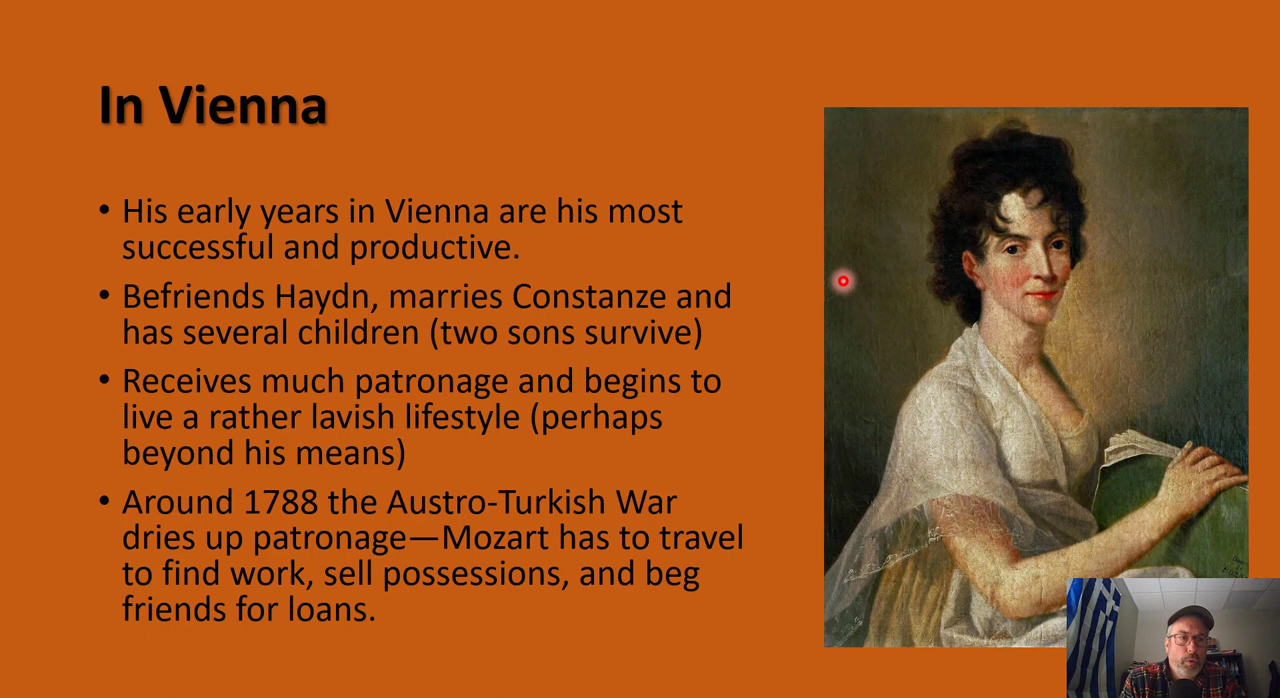 In Vienna
• His early years in Vienna are his most
successful and productive.
• Befriends Haydn, marries Constanze and
has several children (two sons survive)
• Receives much patronage and begins to
live a rather lavish lifestyle (perhaps
beyond his means)
• Around 1788 the Austro-Turkish War
dries up patronage—Mozart has to travel
to find work, sell possessions, and beg
friends for loans.